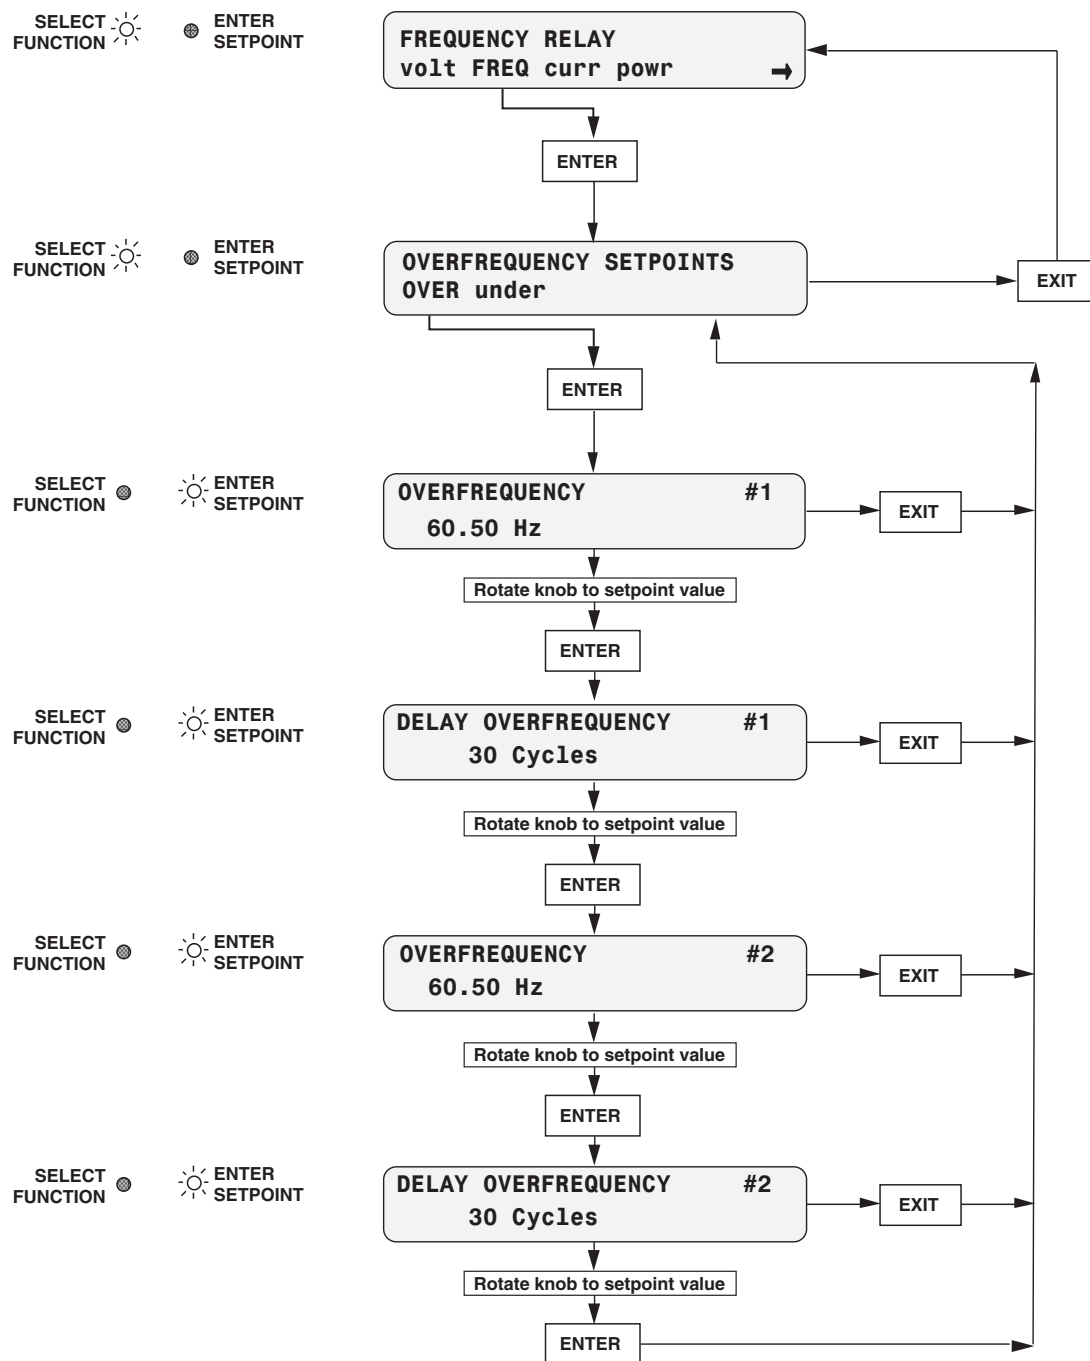 SELECT
FUNCTION
ENTER
SETPOINT
FREQUENCY RELAY
volt FREQ curr powr
ENTER
SELECT
FUNCTION
ENTER
SETPOINT
OVERFREQUENCY SETPOINTS
OVER under
EXIT
ENTER
SELECT
FUNCTION
ENTER
SETPOINT
OVERFREQUENCY #1
60.50 Hz
EXIT
Rotate knob to setpoint value
ENTER
SELECT
FUNCTION
ENTER
SETPOINT
DELAY OVERFREQUENCY #1
30 Cycles
EXIT
Rotate knob to setpoint value
ENTER
SELECT
FUNCTION
ENTER
SETPOINT
OVERFREQUENCY #2
60.50 Hz
EXIT
Rotate knob to setpoint value
ENTER
SELECT
FUNCTION
ENTER
SETPOINT
DELAY OVERFREQUENCY #2
30 Cycles
EXIT
Rotate knob to setpoint value
ENTER